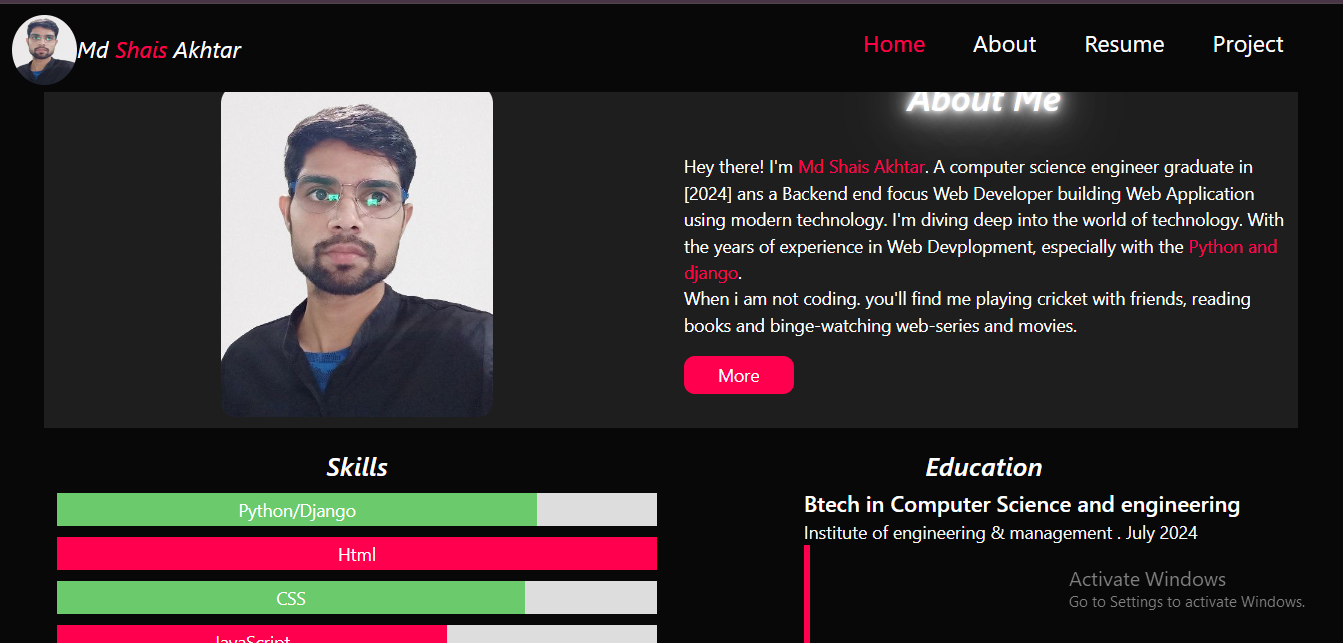 Md Shais Akhtar
Home About Resume Project
About Me
Hey there! I'm Md Shais Akhtar. A computer science engineer graduate in
[2024] ans a Backend end focus Web Developer building Web Application
using modern technology. I'm diving deep into the world of technology. With
the years of experience in Web Devplopment, especially with the Python and
django.
When i am not coding. you'll find me playing cricket with friends, reading
books and binge-watching web-series and movies.
More
Skills
Python/Django
Html
CSS
JavaScript
Education
Btech in Computer Science and engineering
Institute of engineering & management . July 2024
Activate Windows
Go to Settings to activate Windows.